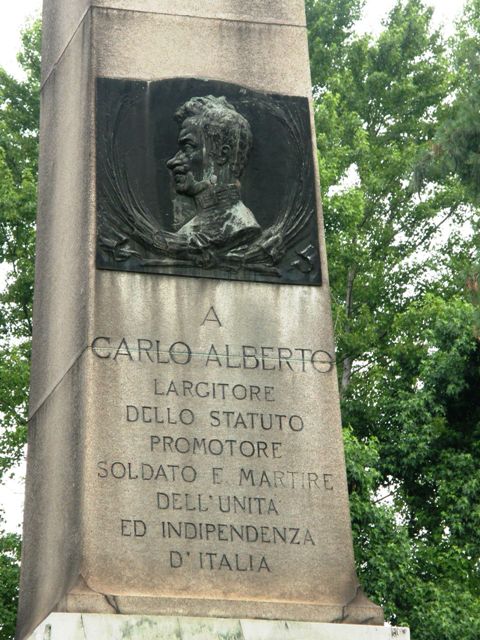 A
CARLO ALBERTO
LARGITORE
DELLO STATUTO
PROMOTORE
SOLDATO E MARTIRE
DELL'UNITA
ED INDIPENDENZA
D'ITALIA